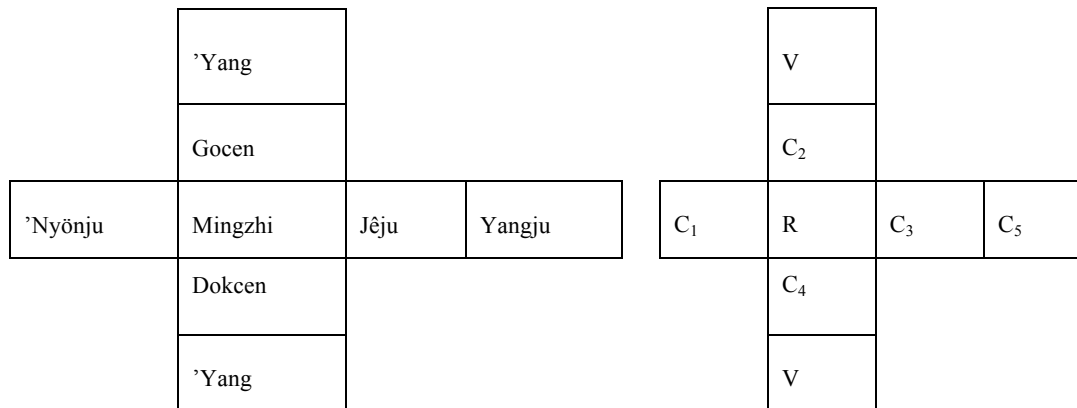 ’Yang
Gocen
’Nyönju Mingzhi Jêju Yangju
Dokcen
’Yang
V
C₂
C₁ R C₃ C₅
C₄
V